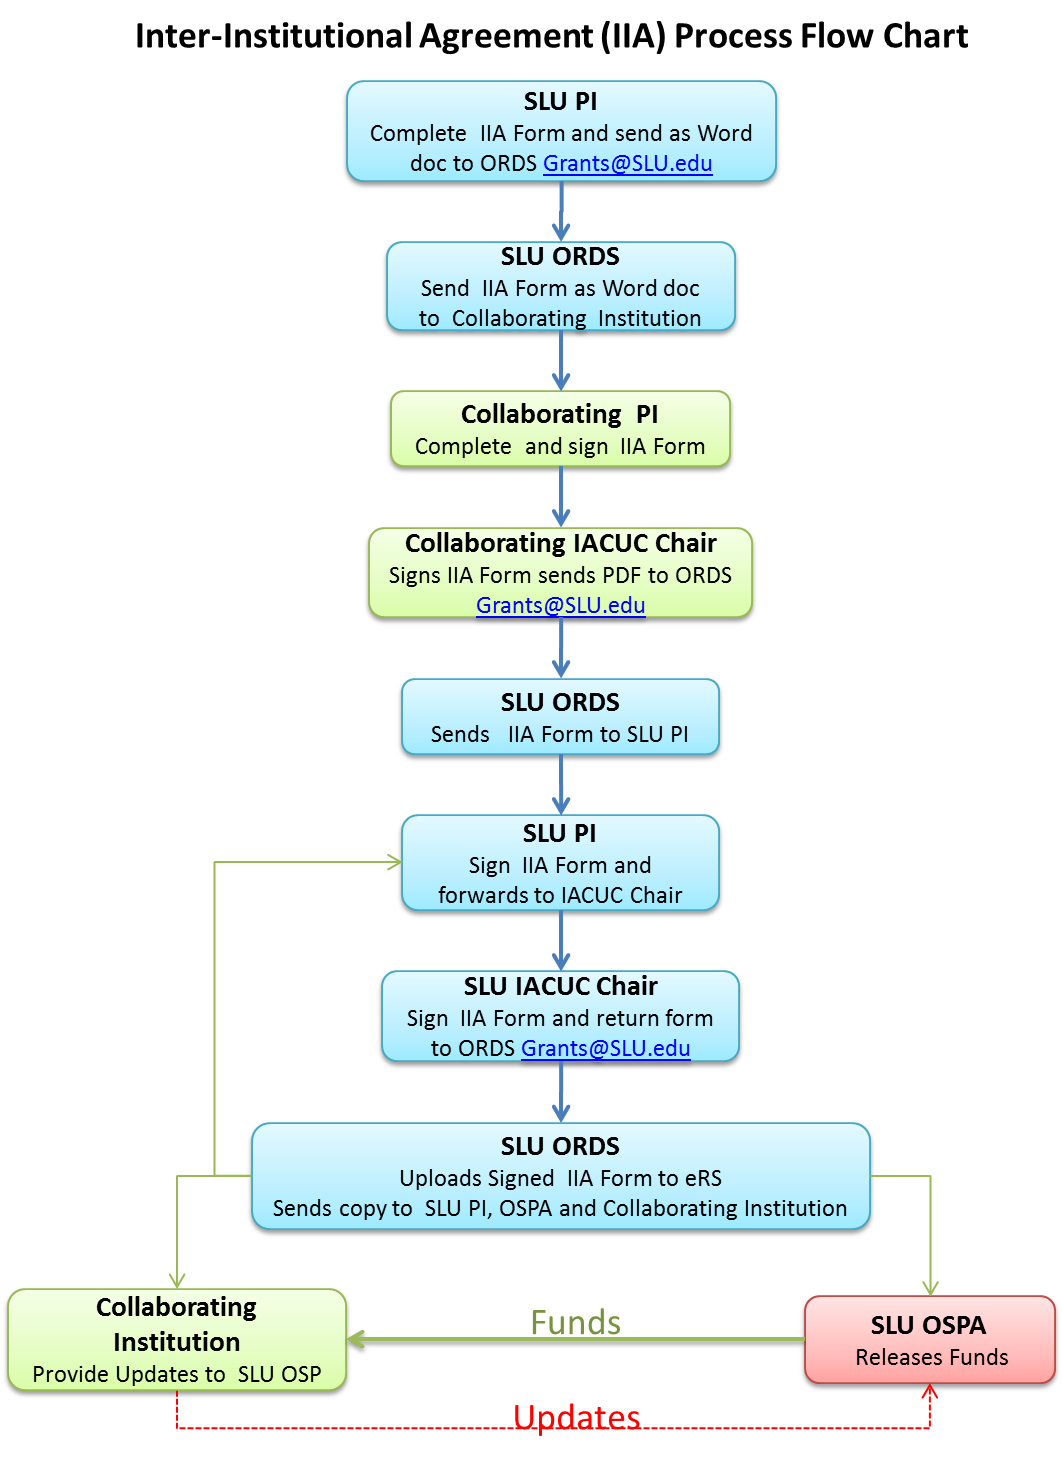 Inter-Institutional Agreement (IIA) Process Flow Chart
SLU PI
Complete IIA Form and send as Word
doc to ORDS Grants@SLU.edu
SLU ORDS
Send IIA Form as Word doc
to Collaborating Institution
Collaborating PI
Complete and sign IIA Form
Collaborating IACUC Chair
Signs IIA Form sends PDF to ORDS
Grants@SLU.edu
SLU ORDS
Sends IIA Form to SLU PI
SLU PI
Sign IIA Form and
forwards to IACUC Chair
SLU IACUC Chair
Sign IIA Form and return form
to ORDS Grants@SLU.edu
SLU ORDS
Uploads Signed IIA Form to eRS
Sends copy to SLU PI, OSPA and Collaborating Institution
Collaborating
Institution
Provide Updates to SLU OSP
Funds
SLU OSPA
Releases Funds
Updates